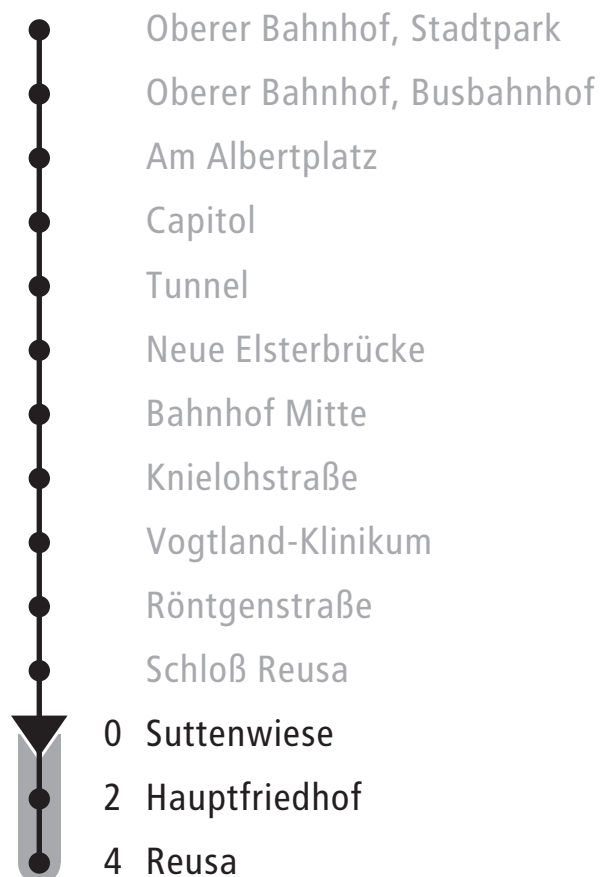 Oberer Bahnhof, Stadtpark
Oberer Bahnhof, Busbahnhof
Am Albertplatz
Capitol
Tunnel
Neue Elsterbrücke
Bahnhof Mitte
Knielohstraße
Vogtland-Klinikum
Röntgenstraße
Schloß Reusa
0 Suttenwiese
2 Hauptfriedhof
4 Reusa